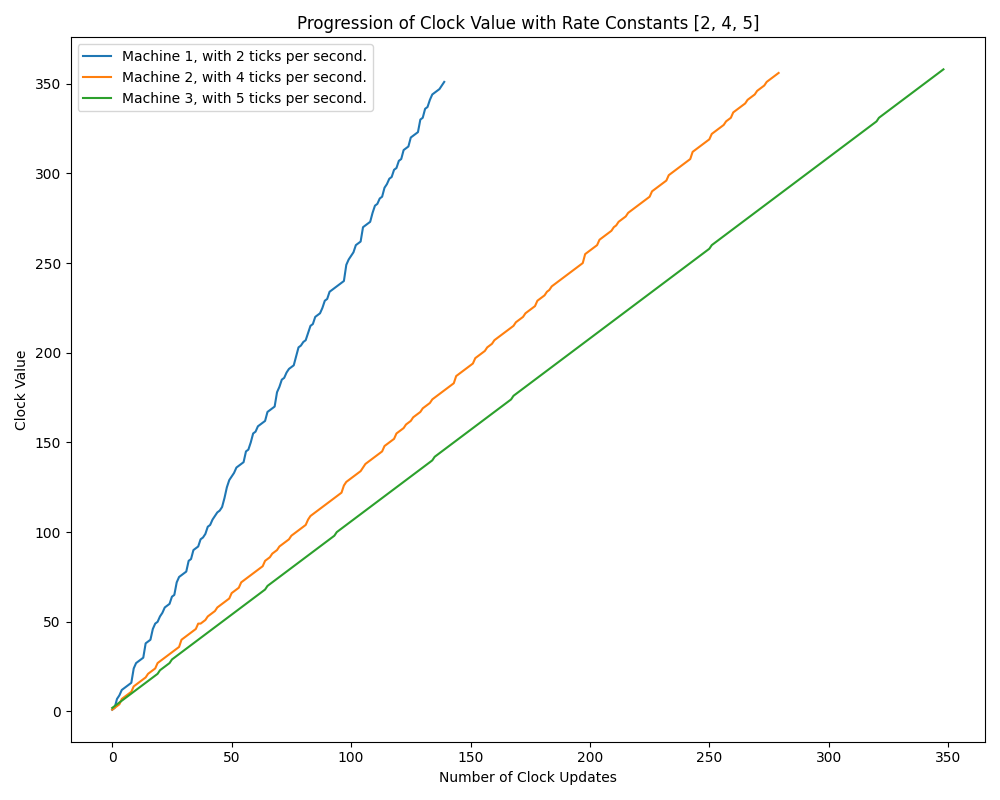 Progression of Clock Value with Rate Constants [2, 4, 5]
Machine 1, with 2 ticks per second.
Machine 2, with 4 ticks per second.
Machine 3, with 5 ticks per second.
350
300
250
200
150
100
50
0
Clock Value
0 50 100 150 200 250 300 350
Number of Clock Updates